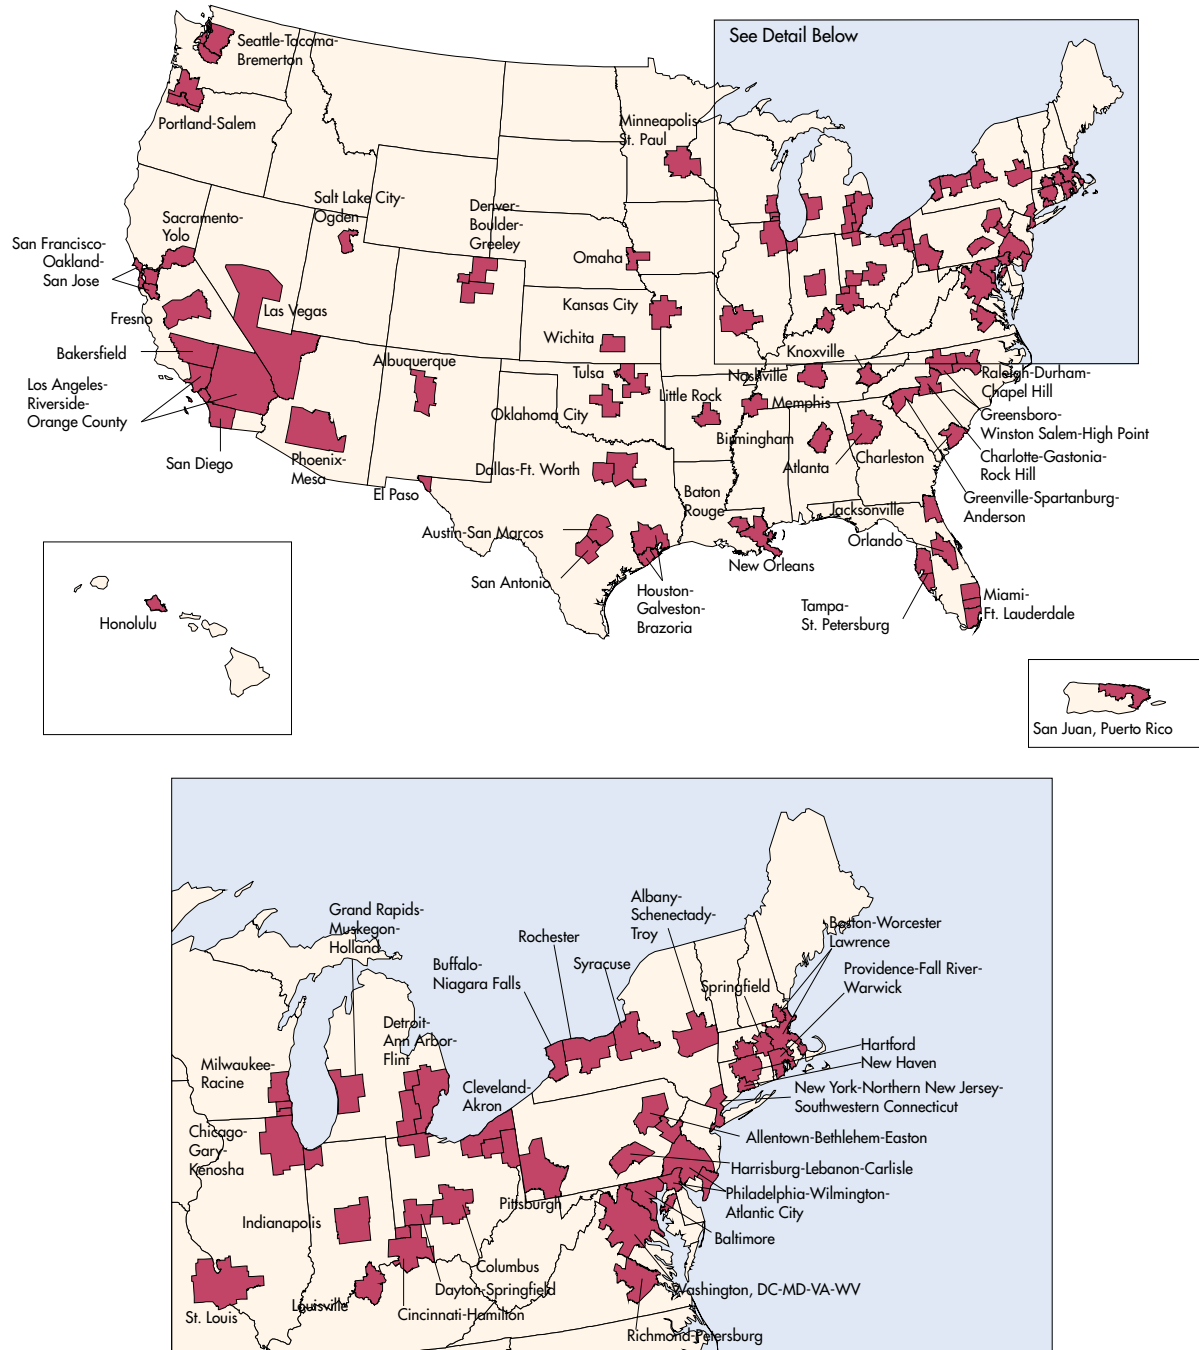 See Detail Below
Seattle-Tacoma-
Bremerton
Portland-Salem
Minneapolis-
St. Paul
Salt Lake City-
Ogden
Denver-
Boulder-
Greeley
Sacramento-
Yolo
San Francisco-
Oakland-
San Jose
Omaha
Las Vegas
Kansas City
Fresno
Wichita
Bakersfield
Albuquerque
Knoxville
Tulsa
Nashville
Raleigh-Durham-
Chapel Hill
Los Angeles-
Riverside-
Orange County
Little Rock
Memphis
Oklahoma City
Greensboro-
Winston Salem-High Point
Birmingham
San Diego
Phoenix-
Mesa
Dallas-Ft. Worth
Atlanta
Charleston
Charlotte-Gastonia-
Rock Hill
El Paso
Baton
Rouge
Greenville-Spartanburg-
Anderson
Jacksonville
Austin-San Marcos
Orlando
New Orleans
San Antonio
Houston-
Galveston-
Brazoria
Tampa-
St. Petersburg
Miami-
Ft. Lauderdale
Honolulu
San Juan, Puerto Rico
Albany-
Schenectady-
Troy
Grand Rapids-
Muskegon-
Holland
Boston-Worcester
Lawrence
Rochester
Syracuse
Buffalo-
Niagara Falls
Providence-Fall River-
Warwick
Springfield
Detroit-
Ann Arbor-
Flint
Hartford
New Haven
Milwaukee-
Racine
Cleveland-
Akron
New York-Northern New Jersey-
Southwestern Connecticut
Chicago-
Gary-
Kenosha
Allentown-Bethlehem-Easton
Harrisburg-Lebanon-Carlisle
Pittsburgh
Philadelphia-Wilmington-
Atlantic City
Indianapolis
Baltimore
Columbus
Dayton-Springfield
Washington, DC-MD-VA-WV
Louisville
St. Louis
Cincinnati-Hamilton
Richmond-Petersburg